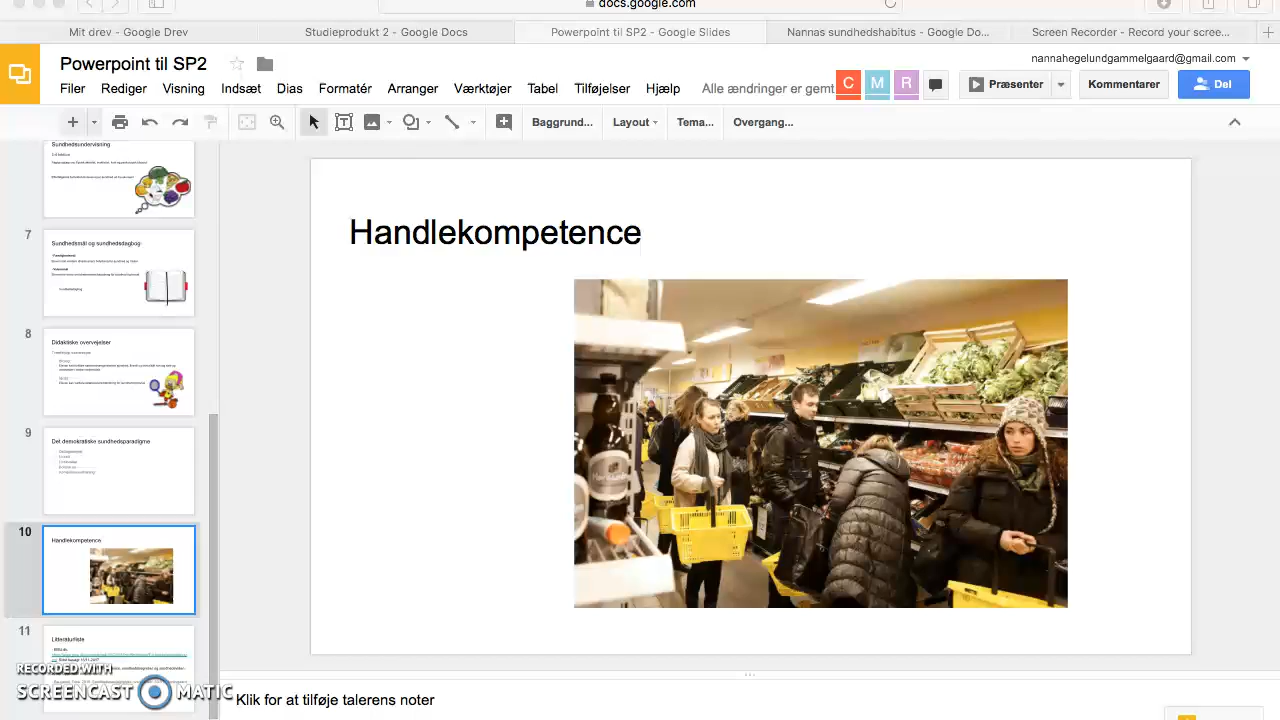 docs.google.com
Mit drev - Google Drev
Studieprodukt 2 - Google Docs
Powerpoint til SP2 - Google Slides
Nannas sundhedshabitus - Google Do...
Screen Recorder - Record your scree...
Powerpoint til SP2
nannahegelundgammelgaard@gmail.com
Filer Rediger Visning Indsæt Dias Formatér Arranger Værktøjer Tabel Tilføjelser Hjælp Alle ændringer er gemt
C M R
Præsenter
Kommentarer
Del
Baggrund...
Layout
Tema...
Overgang...
Sundhedsundervisning
7
Sundhedsmål og sundhedsdagbog
8
Didaktiske overvejelser
9
Det demokratiske sundhedsparadigme
10
Handlekompetence
11
Litteraturliste
Handlekompetence
RECORDED WITH
SCREENCAST MATIC
Klik for at tilføje talerens noter